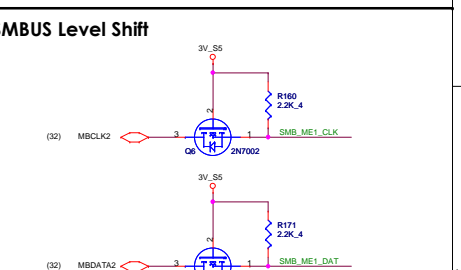 SMBUS Level Shift
3V_S5
R160
2.2K_4
2
(32) MBCLK2 3 1 SMB_ME1_CLK
Q6 2N7002
3V_S5
R171
2.2K_4
2
(32) MBDATA2 3 1 SMB_ME1_DAT